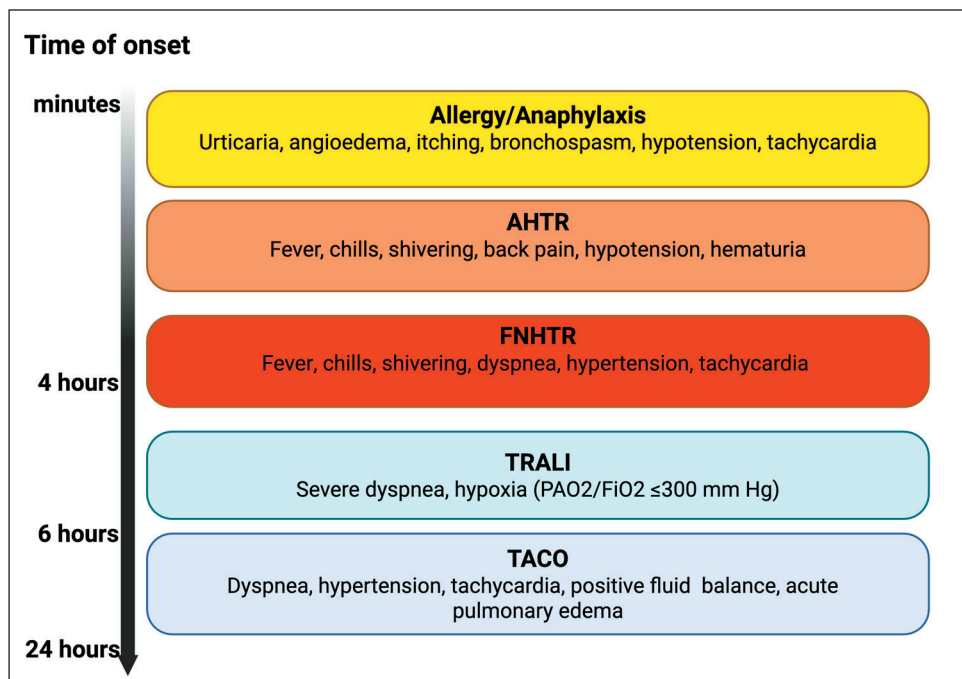 Time of onset
minutes
Allergy/Anaphylaxis
Urticaria, angioedema, itching, bronchospasm, hypotension, tachycardia
AHTR
Fever, chills, shivering, back pain, hypotension, hematuria
FNHTR
Fever, chills, shivering, dyspnea, hypertension, tachycardia
4 hours
TRALI
Severe dyspnea, hypoxia (PAO2/FiO2 ≤300 mm Hg)
6 hours
TACO
Dyspnea, hypertension, tachycardia, positive fluid balance, acute
pulmonary edema
24 hours